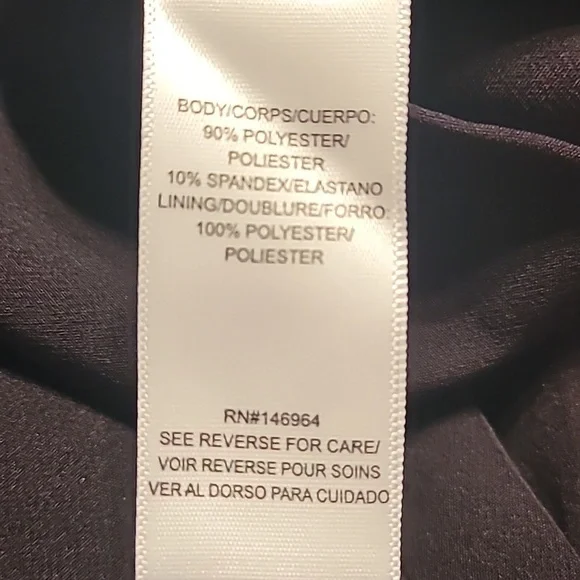 BODY/CORPS/CUERPO:
90% POLYESTER/
POLIESTER
10% SPANDEX/ELASTANO
LINING/DOUBLURE/FORRO:
100% POLYESTER/
POLIESTER
RN#146964
SEE REVERSE FOR CARE/
VOIR REVERSE POUR SOINS
VER AL DORSO PARA CUIDADO